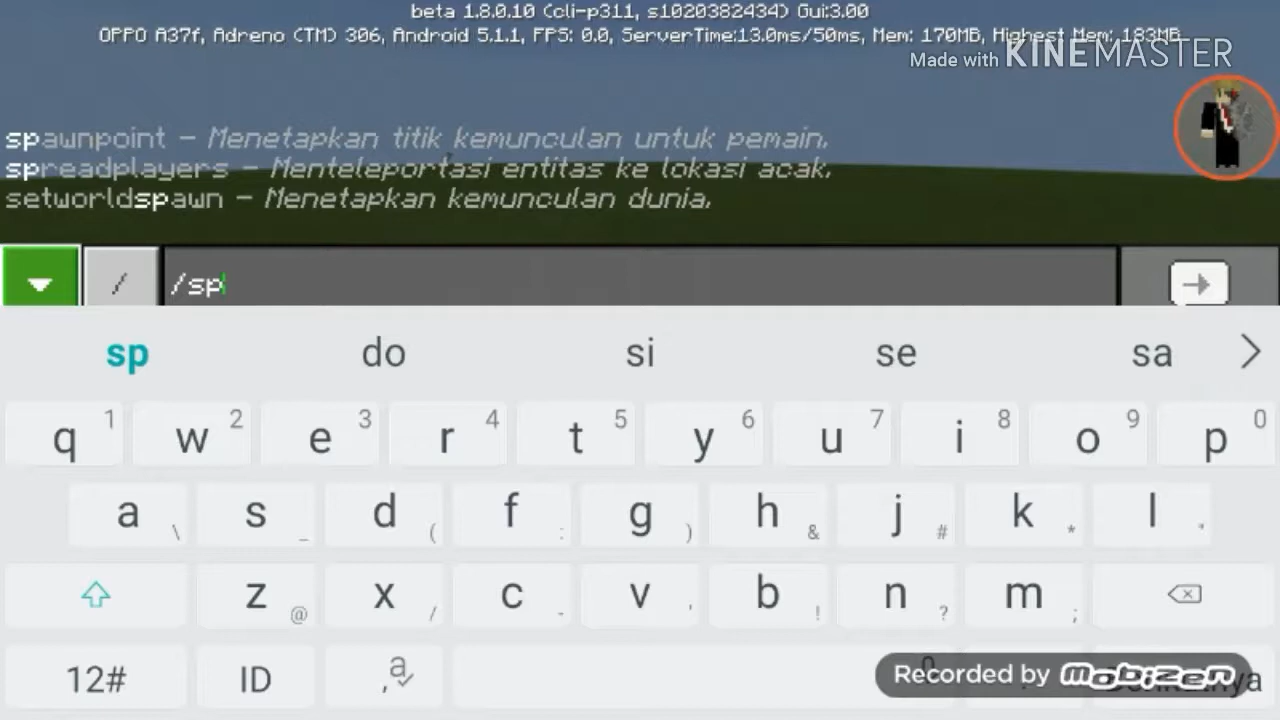 beta 1.8.0.10 (cli-p311, s1020382434) Gui:3.00
OPPO A37f, Adreno (TM) 306, Android 5.1.1, FPS: 0.0, ServerTime:13.0ms/50ms, Mem: 170MB, Highest Mem: 183MB
Made with KINEMASTER
spawnpoint – Menetapkan titik kemunculan untuk pemain.
spreadplayers – Menteleportasi entitas ke lokasi acak.
setworldspawn – Menetapkan kemunculan dunia.
/ /sp
sp do si se sa
q 1 w 2 e 3 r 4 t 5 y 6 u 7 i 8 o 9 p 0
a \ s _ d ( f : g ) h & j # k * l "
z @ x / c - v ' b ! n ? m ;
12# ID , a
Recorded by mobizen